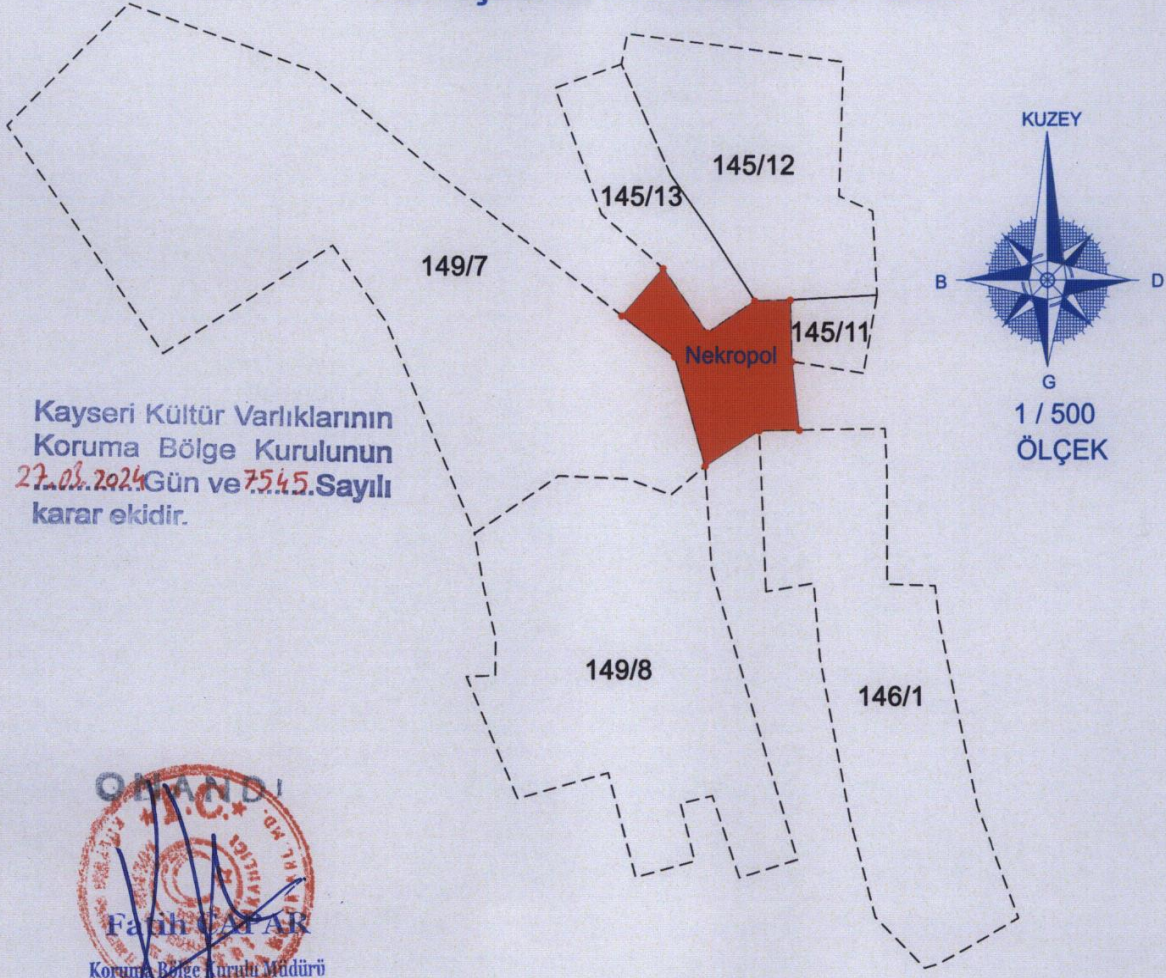 145/12
145/13
149/7
145/11
Nekropol
149/8
146/1
KUZEY
B
D
G
1 / 500
ÖLÇEK
Kayseri Kültür Varlıklarının
Koruma Bölge Kurulunun
27.03.2024 Gün ve 7545 Sayılı
karar ekidir.
ONANDI
T.C.
Fatih ÇAPAR
Koruma Bölge Kurulu Müdürü